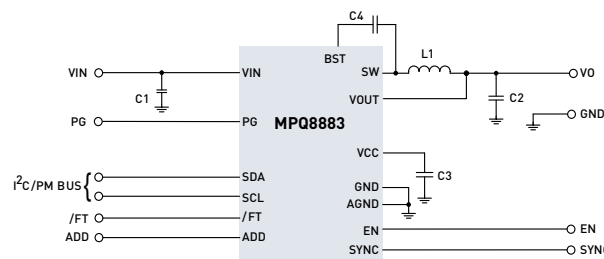 C4
BST
L1
VIN
VIN
SW
VO
C1
VOUT
C2
PG
PG
MPQ8883
GND
VCC
C3
I²C/PM BUS
SDA
SCL
GND
AGND
/FT
/FT
ADD
ADD
EN
EN
SYNC
SYNC